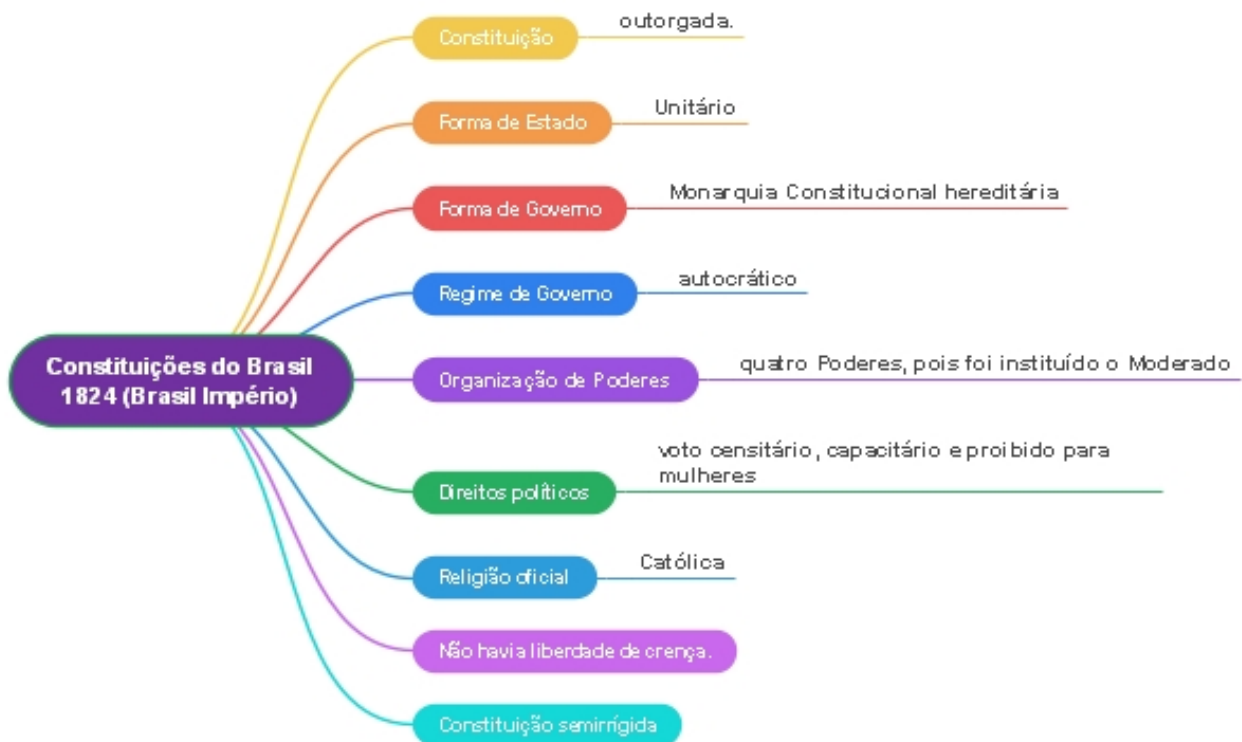 Constituição
outorgada.
Forma de Estado
Unitário
Forma de Governo
Monarquia Constitucional hereditária
Regime de Governo
autocrático
Constituições do Brasil
1824 (Brasil Império)
Organização de Poderes
quatro Poderes, pois foi instituído o Moderado
Direitos políticos
voto censitário, capacitário e proibido para
mulheres
Religião oficial
Católica
Não havia liberdade de crença.
Constituição semirrígida